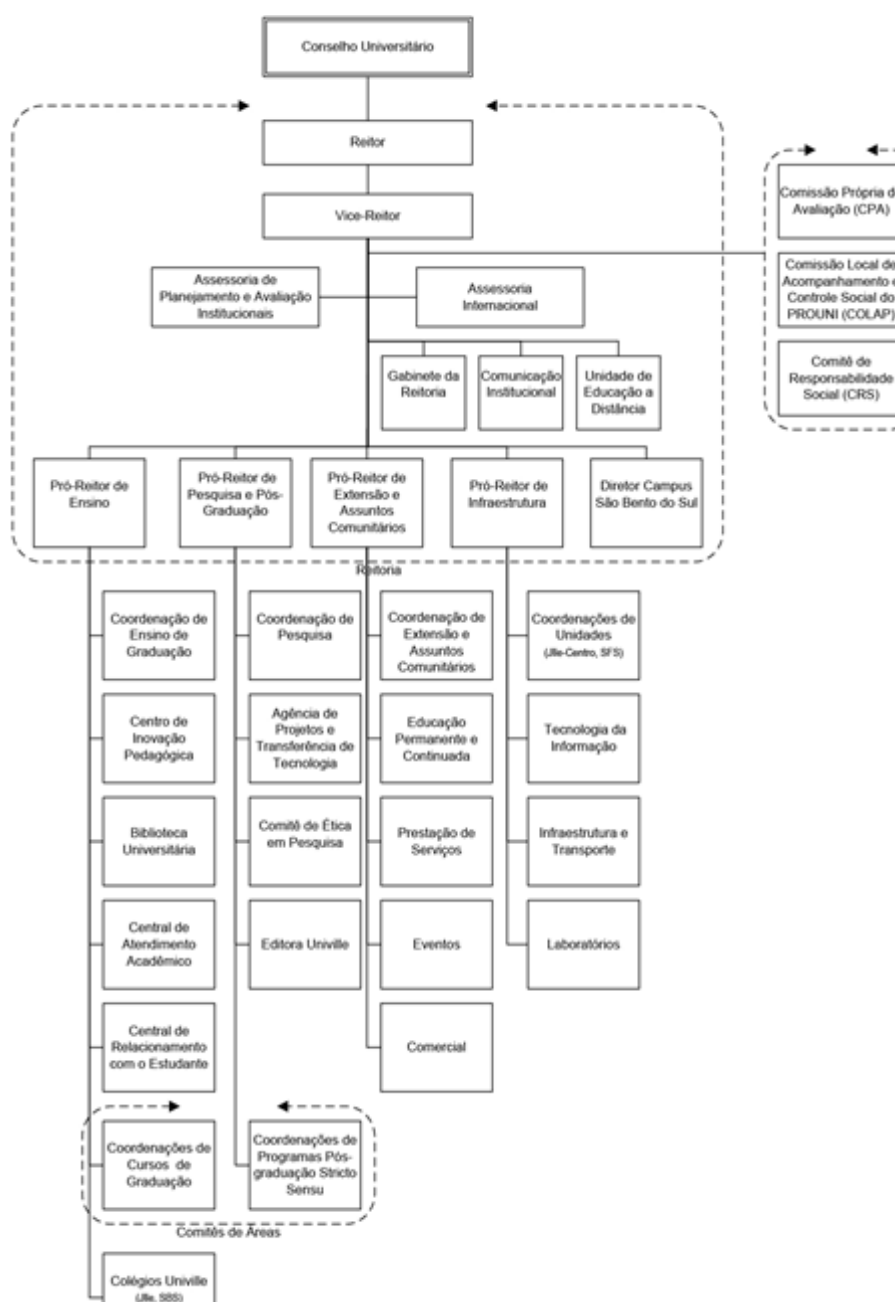 Conselho Universitário
Reitor
Vice-Reitor
Comissão Própria d
Avaliação (CPA)
Assessoria de
Planejamento e Avaliação
Institucionais
Assessoria
Internacional
Comissão Local de
Acompanhamento e
Controle Social do
PROUNI (COLAP)
Gabinete da
Reitoria
Comunicação
Institucional
Unidade de
Educação a
Distância
Comitê de
Responsabilidade
Social (CRS)
Pró-Reitor de
Ensino
Pró-Reitor de
Pesquisa e Pós-
Graduação
Pró-Reitor de
Extensão e
Assuntos
Comunitários
Pró-Reitor de
Infraestrutura
Diretor Campus
São Bento do Sul
Reitoria
Coordenação de
Ensino de
Graduação
Coordenação de
Pesquisa
Coordenação de
Extensão e
Assuntos
Comunitários
Coordenações de
Unidades
(Jlle-Centro, SFS)
Centro de
Inovação
Pedagógica
Agência de
Projetos e
Transferência de
Tecnologia
Educação
Permanente e
Continuada
Tecnologia da
Informação
Biblioteca
Universitária
Comitê de Ética
em Pesquisa
Prestação de
Serviços
Infraestrutura e
Transporte
Central de
Atendimento
Acadêmico
Editora Univille
Eventos
Laboratórios
Central de
Relacionamento
com o Estudante
Comercial
Coordenações de
Cursos de
Graduação
Coordenações de
Programas Pós-
graduação Stricto
Sensu
Comitês de Áreas
Colégios Univille
(Jlle, SBS)